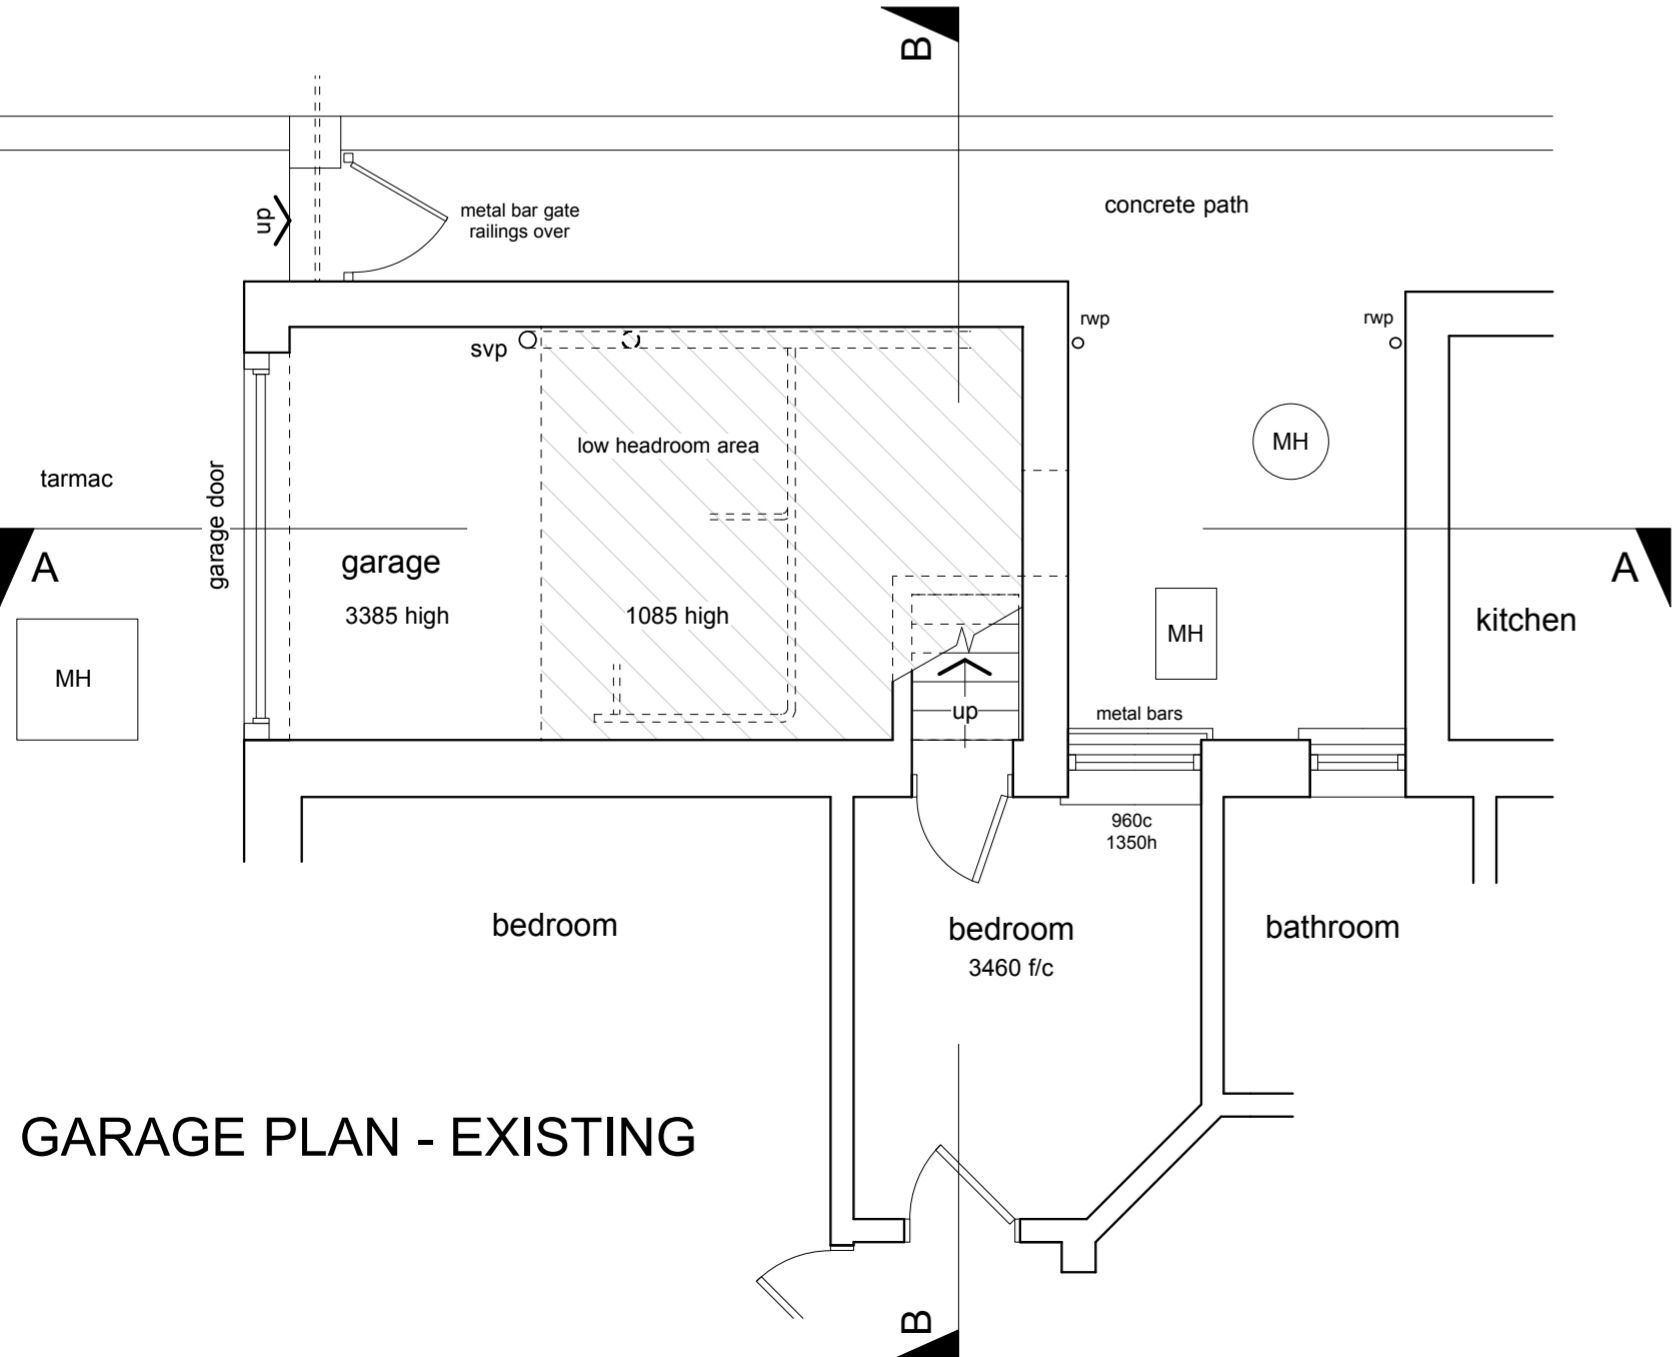 B
up
metal bar gate
railings over
concrete path
svp
rwp
rwp
low headroom area
MH
tarmac
garage door
A
garage
A
3385 high
1085 high
MH
kitchen
MH
up
metal bars
960c
1350h
bedroom
bedroom
3460 f/c
bathroom
GARAGE PLAN - EXISTING
B